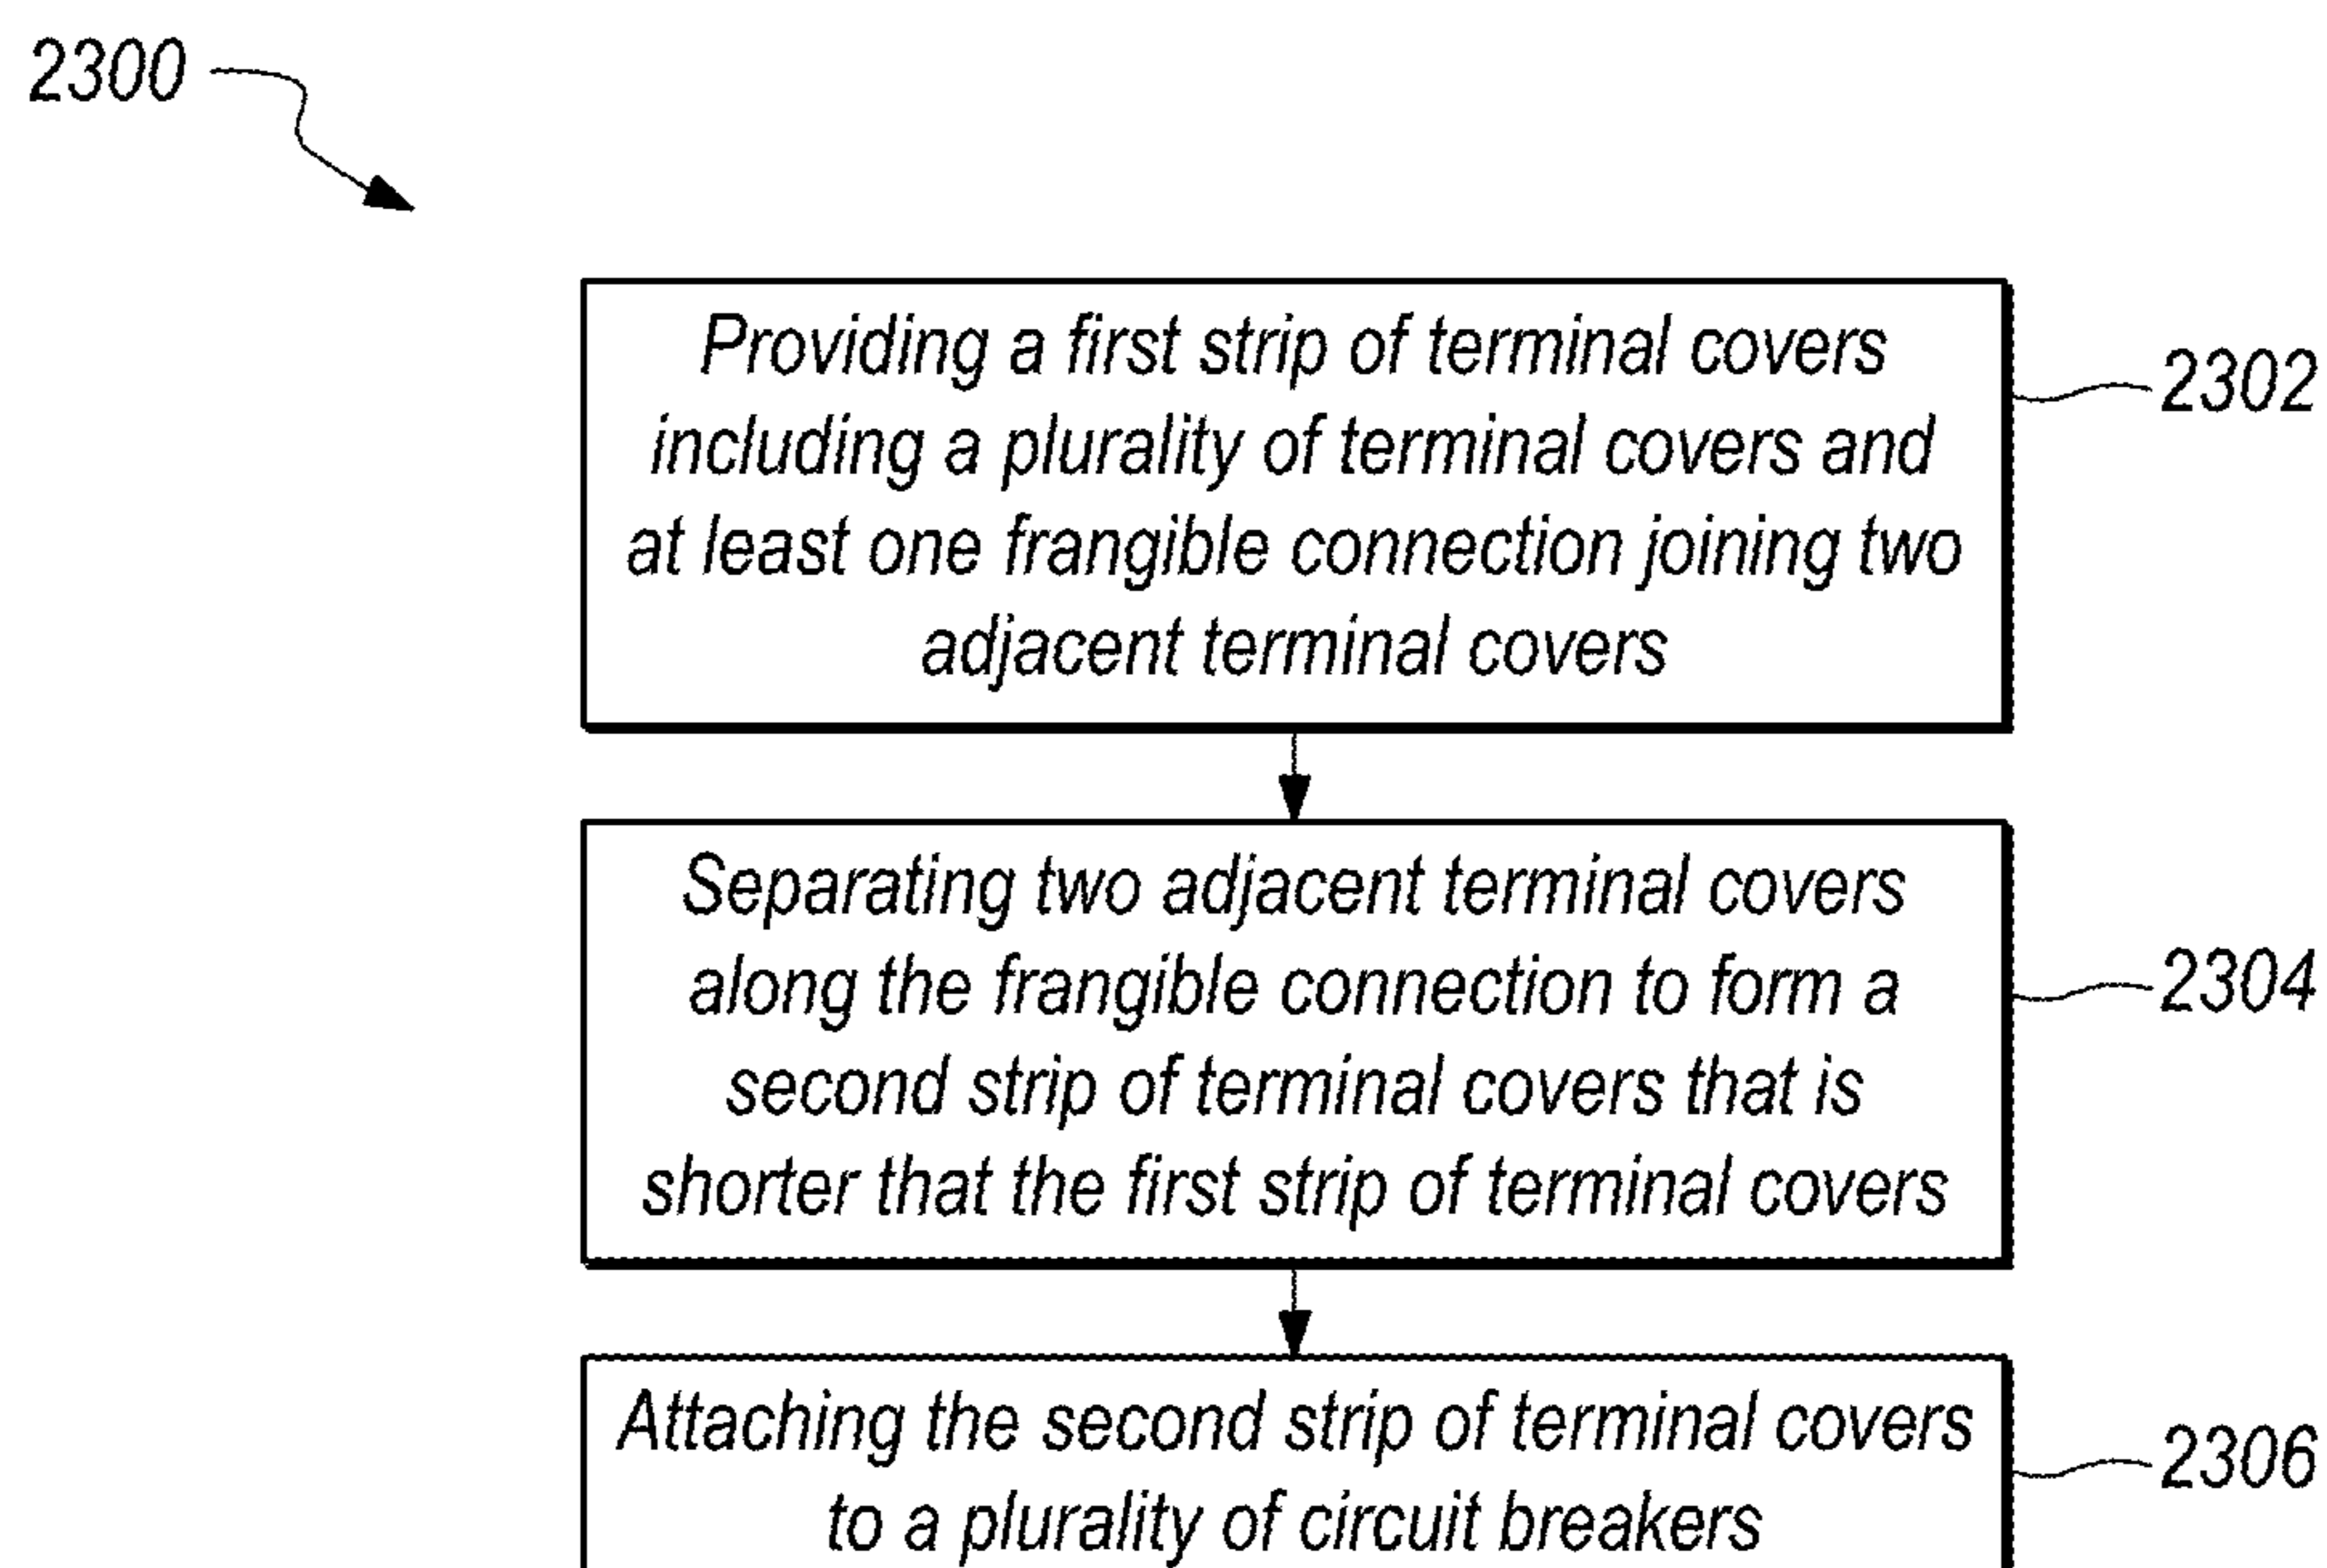 2300
Providing a first strip of terminal covers
including a plurality of terminal covers and
at least one frangible connection joining two
adjacent terminal covers
2302
Separating two adjacent terminal covers
along the frangible connection to form a
second strip of terminal covers that is
shorter that the first strip of terminal covers
2304
Attaching the second strip of terminal covers
to a plurality of circuit breakers
2306